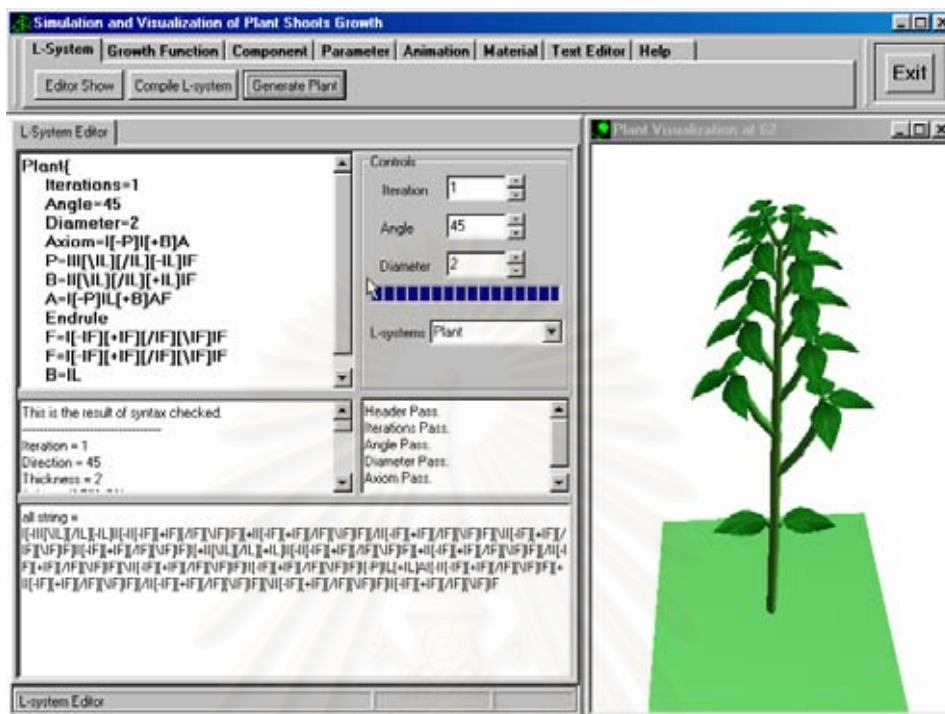 Simulation and Visualization of Plant Shoots Growth
L-System Growth Function Component Parameter Animation Material Text Editor Help
Editor Show Compile L-system Generate Plant
Exit
L-System Editor
Plant{
Iterations=1
Angle=45
Diameter=2
Axiom=I[-P]I[+B]A
P=III[\IL][/IL][-IL]IF
B=II[\IL][/IL][+IL]IF
A=I[-P]IL[+B]AF
Endrule
F=I[-IF][+IF][/IF][\IF]IF
F=I[-IF][+IF][/IF][\IF]IF
B=IL
Controls
Iteration 1
Angle 45
Diameter 2
L-systems Plant
This is the result of syntax checked.
Iteration = 1
Direction = 45
Thickness = 2
Header Pass.
Iterations Pass.
Angle Pass.
Diameter Pass.
Axiom Pass.
all string =
L-system Editor
Plant Visualization at 62